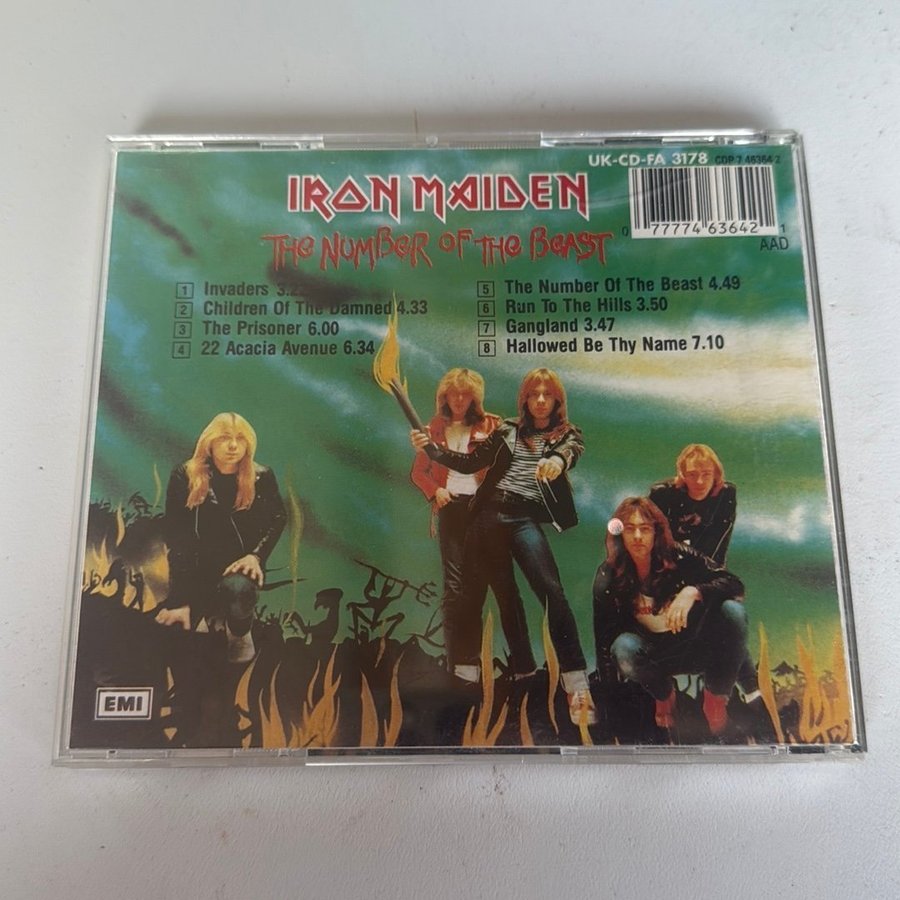 UK-CD-FA 3178 CDP 7 46364 2
IRON MAIDEN
THE NUMBER OF THE BEAST
0 77774 63642 1
AAD
1 Invaders 3.22
2 Children Of The Damned 4.33
3 The Prisoner 6.00
4 22 Acacia Avenue 6.34
5 The Number Of The Beast 4.49
6 Run To The Hills 3.50
7 Gangland 3.47
8 Hallowed Be Thy Name 7.10
EMI